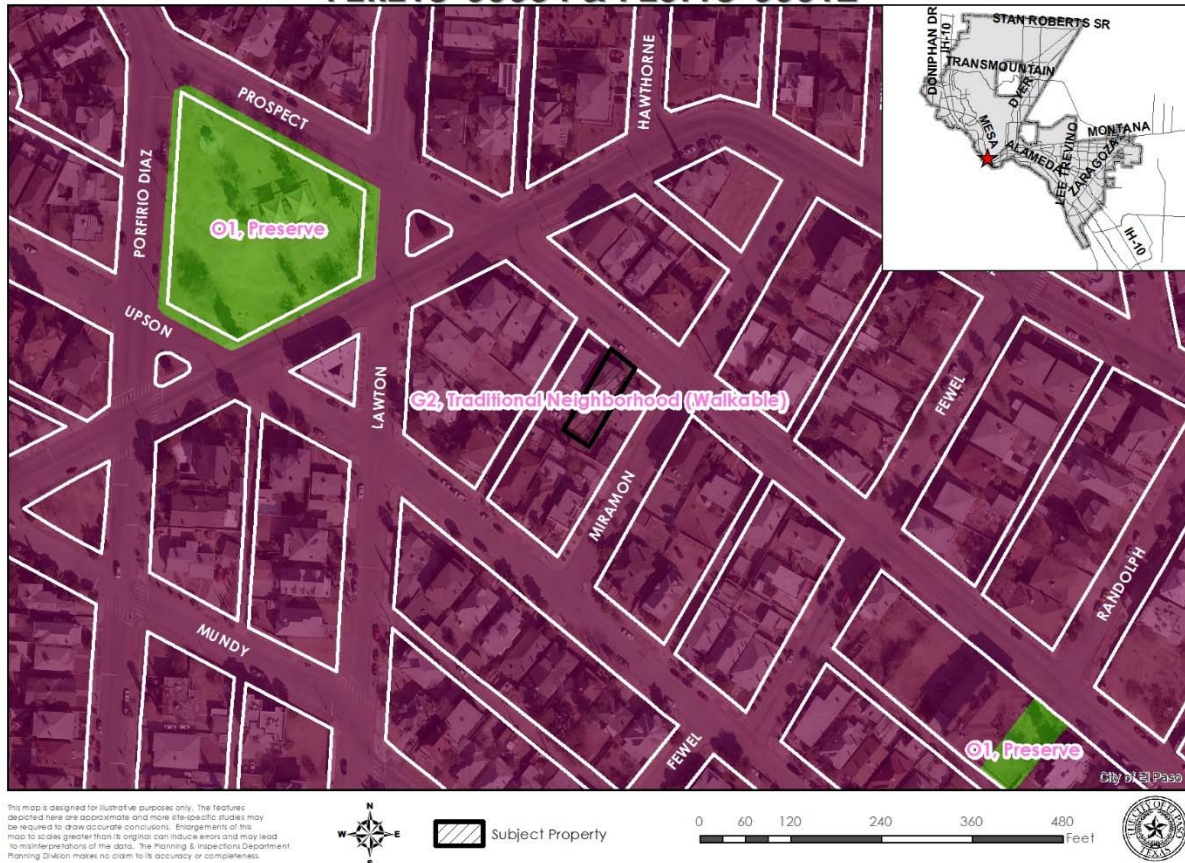 STAN ROBERTS SR
DONIPHAN DR
IH-10
TRANSMOUNTAIN
DYER
MESA
MONTANA
ALAMEDA
LEE TREVINO
ZARAGOZA
IH-10
PROSPECT
HAWTHORNE
PORFIRIO DIAZ
O1, Preserve
UPSON
LAWTON
G2, Traditional Neighborhood (Walkable)
FEWEL
MIRAMON
RANDOLPH
MUNDY
FEWEL
O1, Preserve
City of El Paso
This map is designed for illustrative purposes only. The features
depicted here are approximate and more site-specific studies may
be required to draw accurate conclusions. Enlargements of this
map to scales greater than its original can induce errors and may lead
to misinterpretations of the data. The Planning & Inspections Department
Planning Division makes no claim to its accuracy or completeness.
N
W E
S
Subject Property
0 60 120 240 360 480
Feet